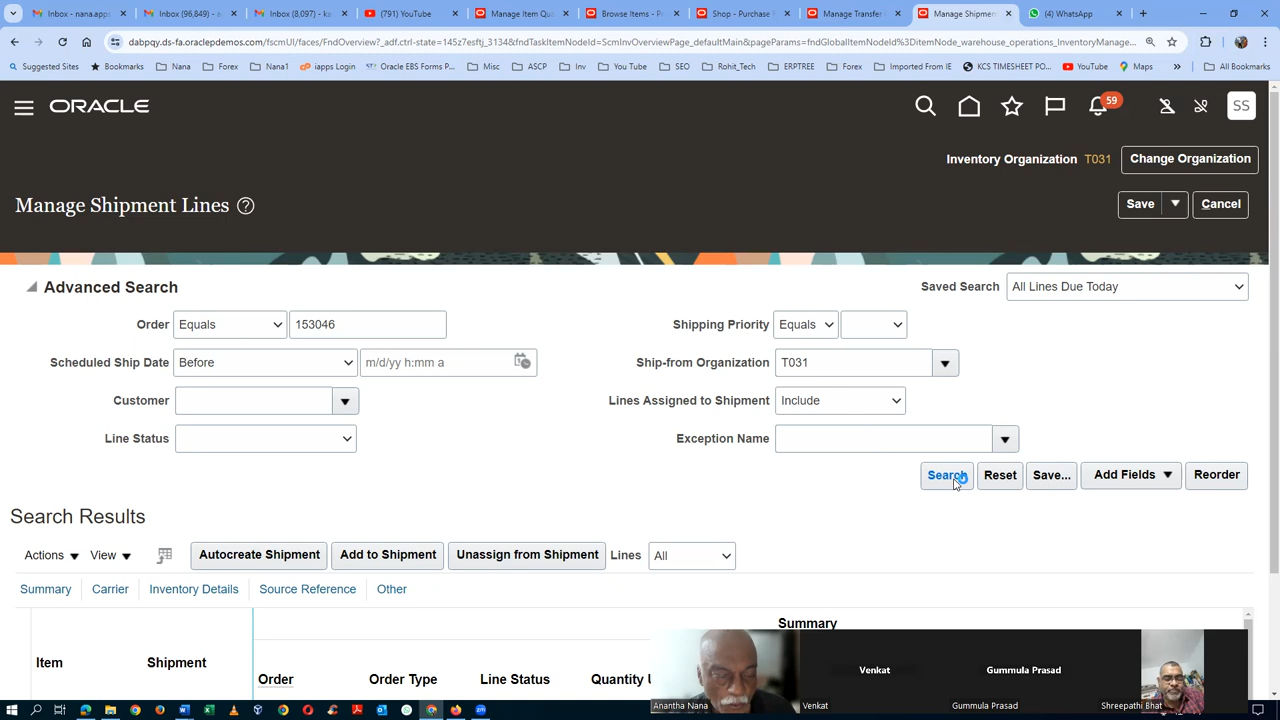 Inbox - nana.apps
Inbox (96,849)
Inbox (8,097) - ka
(791) YouTube
Manage Item Qua
Browse Items - P
Shop - Purchase R
Manage Transfer O
Manage Shipmen
(4) WhatsApp
dabpqy.ds-fa.oraclepdemos.com/fscmUI/faces/FndOverview?_adf.ctrl-state=145z7esftj_3134&fndTaskItemNodeId=ScmInvOverviewPage_defaultMain&pageParams=fndGlobalItemNodeId%3DitemNode_warehouse_operations_InventoryManage...
Suggested Sites
Bookmarks
Nana
Forex
Nana1
iapps Login
Oracle EBS Forms P...
Misc
ASCP
Inv
You Tube
SEO
Rohit_Tech
ERPTREE
Forex
Imported From IE
KCS TIMESHEET PO...
YouTube
Maps
All Bookmarks
ORACLE
59
SS
Inventory Organization T031 Change Organization
Manage Shipment Lines
Save
Cancel
Advanced Search
Saved Search All Lines Due Today
Order Equals 153046
Shipping Priority Equals
Scheduled Ship Date Before m/d/yy h:mm a
Ship-from Organization T031
Customer
Lines Assigned to Shipment Include
Line Status
Exception Name
Search Reset Save... Add Fields Reorder
Search Results
Actions View Autocreate Shipment Add to Shipment Unassign from Shipment Lines All
Summary Carrier Inventory Details Source Reference Other
Summary
Item Shipment
Order Order Type Line Status Quantity
Venkat
Gummula Prasad
Anantha Nana
Venkat
Gummula Prasad
Shreepathi Bhat